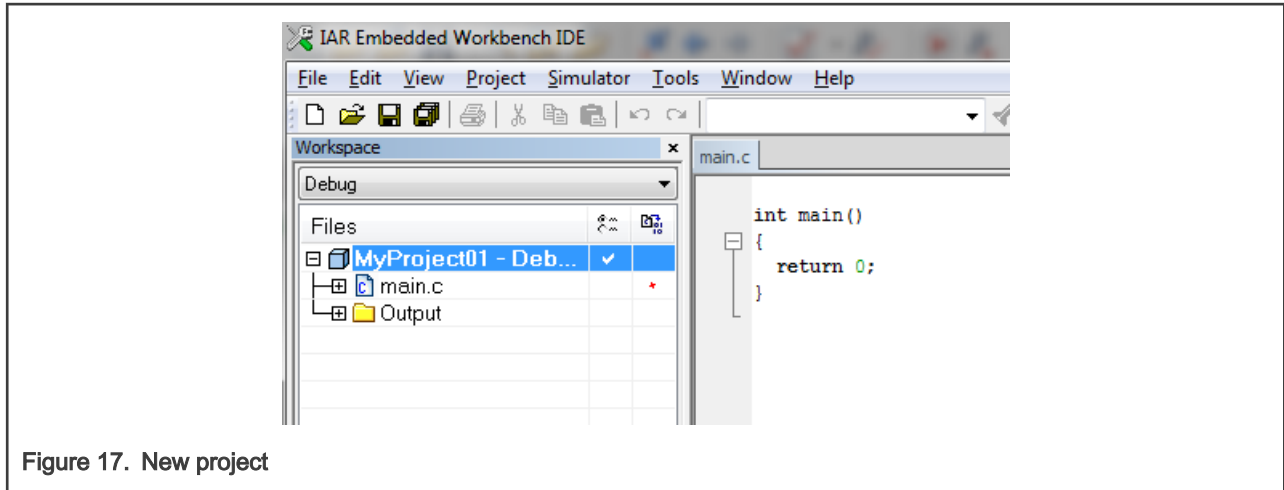 IAR Embedded Workbench IDE
File Edit View Project Simulator Tools Window Help
Workspace
Debug
Files
MyProject01 - Deb...
main.c
Output
main.c
int main()
{
return 0;
}
Figure 17. New project